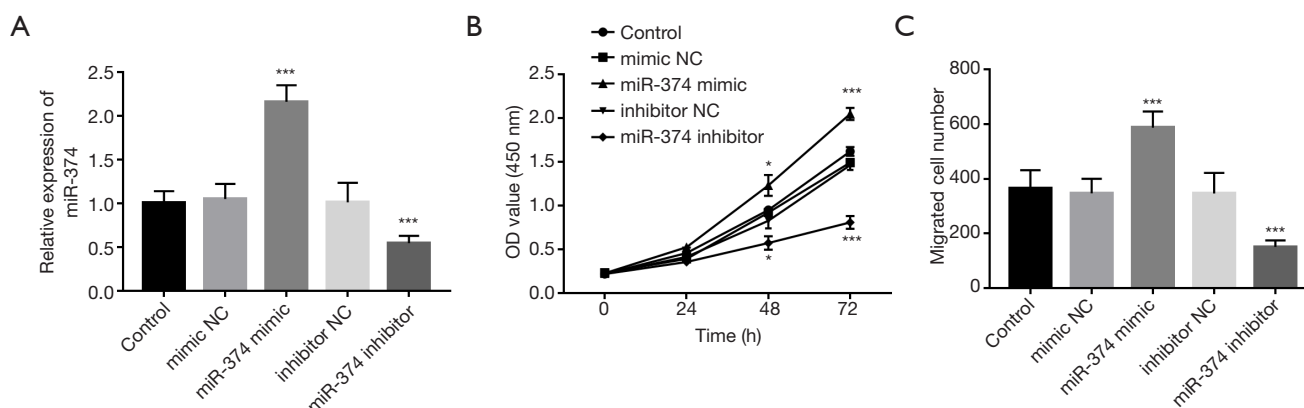 A
Relative expression of
miR-374
2.5
2.0
1.5
1.0
0.5
0.0
***
***
Control
mimic NC
miR-374 mimic
inhibitor NC
miR-374 inhibitor
B
Control
mimic NC
miR-374 mimic
inhibitor NC
miR-374 inhibitor
OD value (450 nm)
2.5
2.0
1.5
1.0
0.5
0.0
*
*
***
***
0
24
48
72
Time (h)
C
Migrated cell number
800
600
400
200
0
***
***
Control
mimic NC
miR-374 mimic
inhibitor NC
miR-374 inhibitor